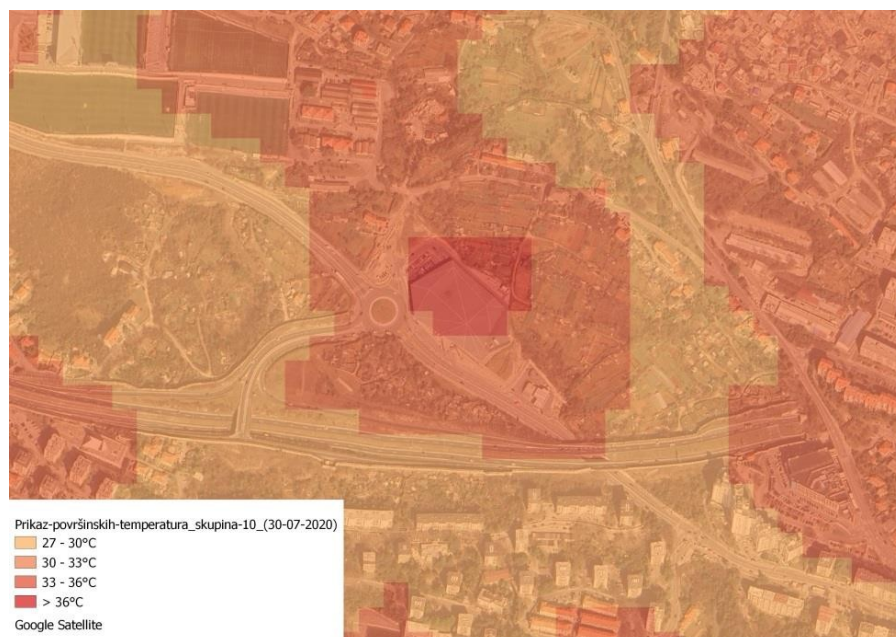 Prikaz-površinskih-temperatura_skupina-10_(30-07-2020)
27 - 30°C
30 - 33°C
33 - 36°C
> 36°C
Google Satellite